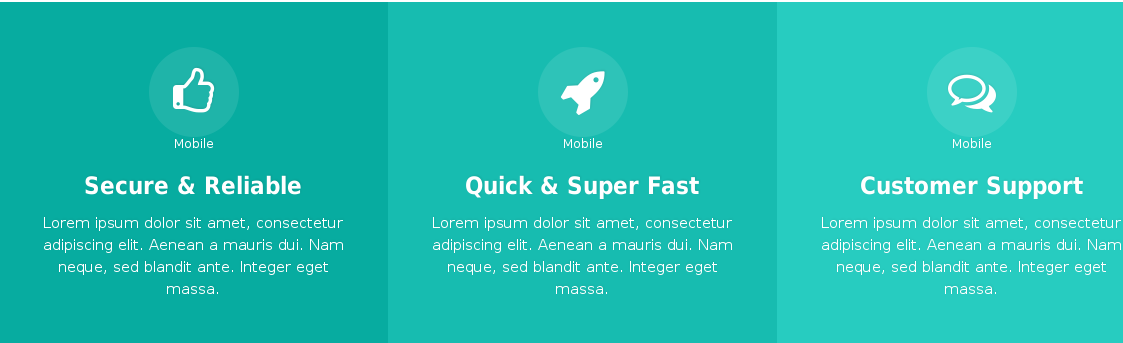 Mobile
Secure & Reliable
Lorem ipsum dolor sit amet, consectetur
adipiscing elit. Aenean a mauris dui. Nam
neque, sed blandit ante. Integer eget
massa.
Mobile
Quick & Super Fast
Lorem ipsum dolor sit amet, consectetur
adipiscing elit. Aenean a mauris dui. Nam
neque, sed blandit ante. Integer eget
massa.
Mobile
Customer Support
Lorem ipsum dolor sit amet, consectetur
adipiscing elit. Aenean a mauris dui. Nam
neque, sed blandit ante. Integer eget
massa.